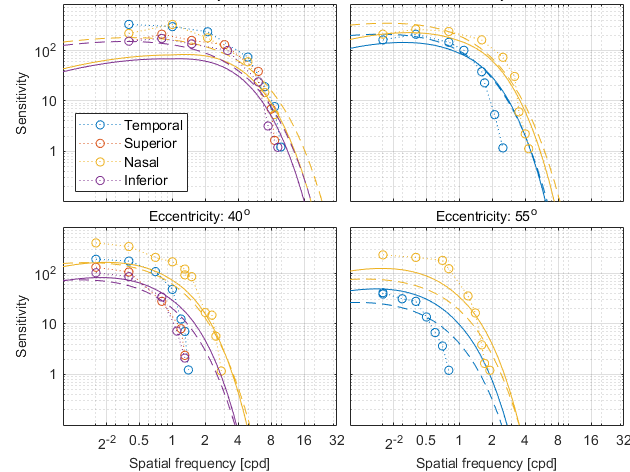 Sensitivity
10²
10
1
Temporal
Superior
Nasal
Inferior
Eccentricity: 40°
Eccentricity: 55°
Sensitivity
10²
10
1
2⁻² 0.5 1 2 4 8 16 32
2⁻² 0.5 1 2 4 8 16 32
Spatial frequency [cpd]
Spatial frequency [cpd]